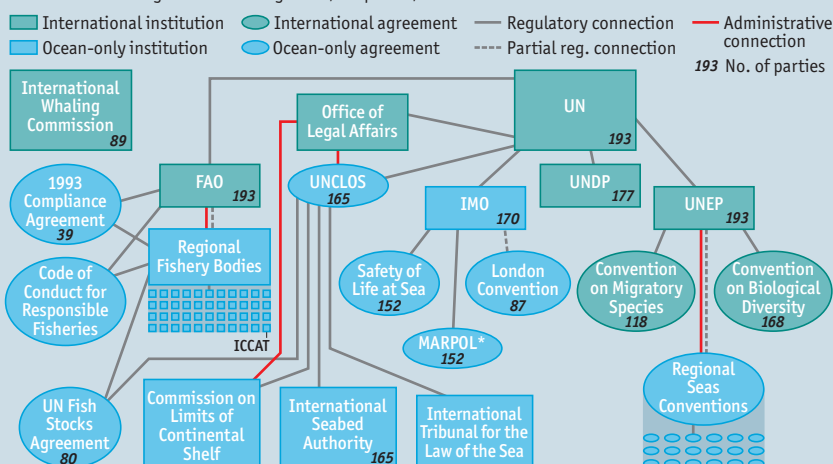 International institution
International agreement
Regulatory connection
Administrative
connection
Ocean-only institution
Ocean-only agreement
Partial reg. connection
193 No. of parties
International
Whaling
Commission
89
Office of
Legal Affairs
UN
193
1993
Compliance
Agreement
39
FAO
193
UNCLOS
165
IMO
170
UNDP
177
UNEP
193
Regional
Fishery Bodies
Code of
Conduct for
Responsible
Fisheries
ICCAT
Safety of
Life at Sea
152
London
Convention
87
MARPOL*
152
Convention
on Migratory
Species
118
Convention
on Biological
Diversity
168
UN Fish
Stocks
Agreement
80
Commission on
Limits of
Continental
Shelf
International
Seabed
Authority
165
International
Tribunal for the
Law of the Sea
Regional
Seas
Conventions